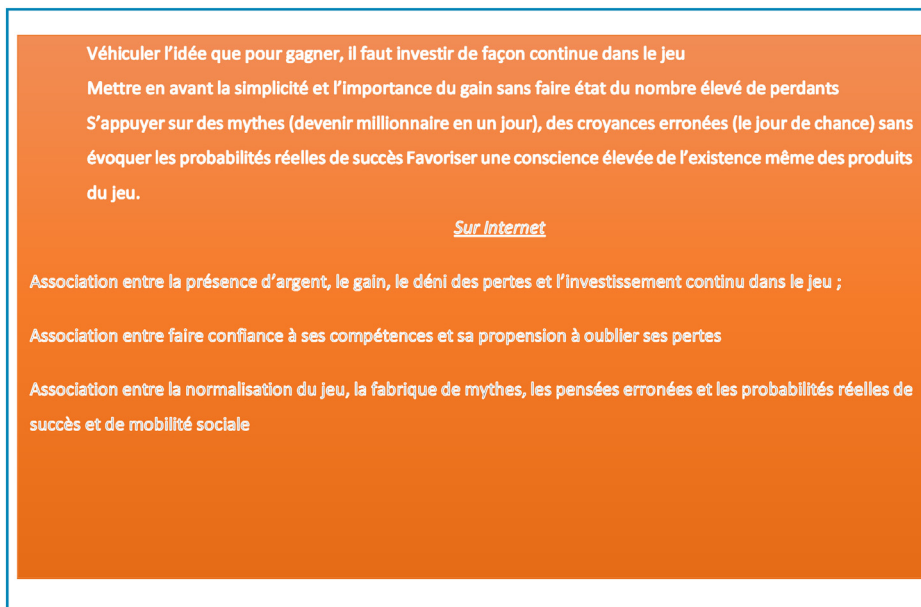 Véhiculer l’idée que pour gagner, il faut investir de façon continue dans le jeu
Mettre en avant la simplicité et l’importance du gain sans faire état du nombre élevé de perdants
S’appuyer sur des mythes (devenir millionnaire en un jour), des croyances erronées (le jour de chance) sans
évoquer les probabilités réelles de succès Favoriser une conscience élevée de l’existence même des produits
du jeu.
Sur Internet
Association entre la présence d’argent, le gain, le déni des pertes et l’investissement continu dans le jeu ;
Association entre faire confiance à ses compétences et sa propension à oublier ses pertes
Association entre la normalisation du jeu, la fabrique de mythes, les pensées erronées et les probabilités réelles de
succès et de mobilité sociale